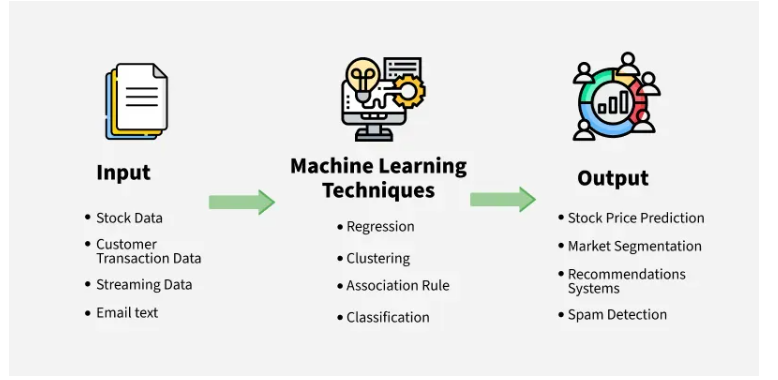 Input
• Stock Data
• Customer
Transaction Data
• Streaming Data
• Email text
Machine Learning
Techniques
• Regression
• Clustering
• Association Rule
• Classification
Output
• Stock Price Prediction
• Market Segmentation
• Recommendations
Systems
• Spam Detection